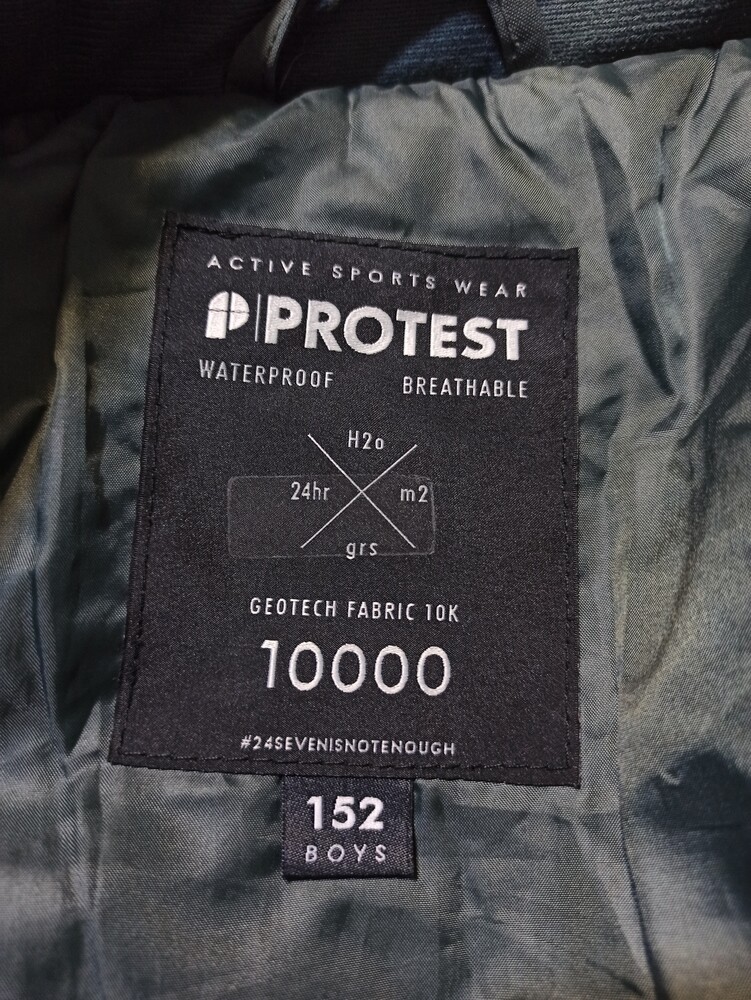 ACTIVE SPORTS WEAR
PROTEST
WATERPROOF BREATHABLE
H2o
24hr m2
grs
GEOTECH FABRIC 10K
10000
#24SEVENISNOTENOUGH
152
BOYS